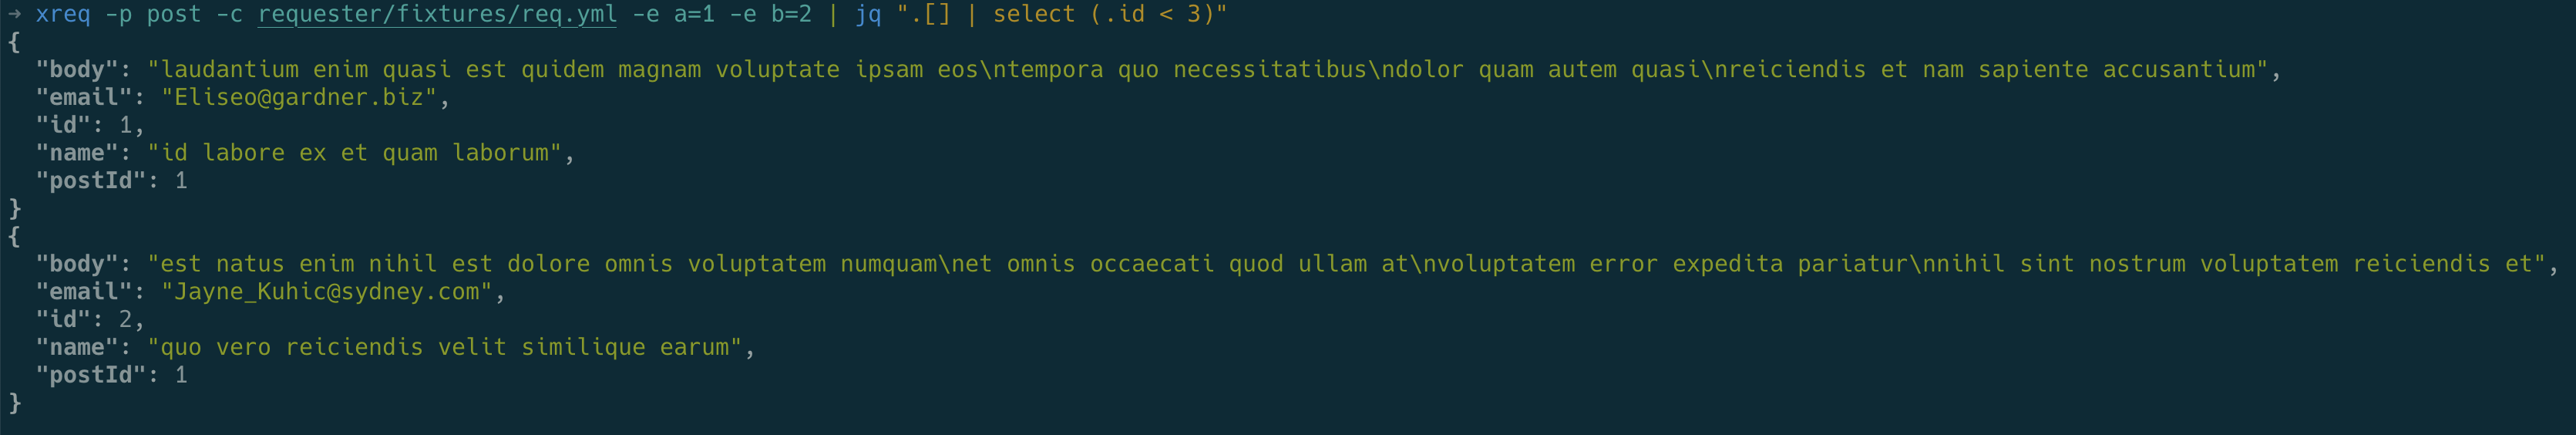 → xreq -p post -c requester/fixtures/req.yml -e a=1 -e b=2 | jq ".[] | select (.id < 3)"
{
  "body": "laudantium enim quasi est quidem magnam voluptate ipsam eos\ntempora quo necessitatibus\ndolor quam autem quasi\nreiciendis et nam sapiente accusantium",
  "email": "Eliseo@gardner.biz",
  "id": 1,
  "name": "id labore ex et quam laborum",
  "postId": 1
}
{
  "body": "est natus enim nihil est dolore omnis voluptatem numquam\net omnis occaecati quod ullam at\nvoluptatem error expedita pariatur\nnihil sint nostrum voluptatem reiciendis et",
  "email": "Jayne_Kuhic@sydney.com",
  "id": 2,
  "name": "quo vero reiciendis velit similique earum",
  "postId": 1
}